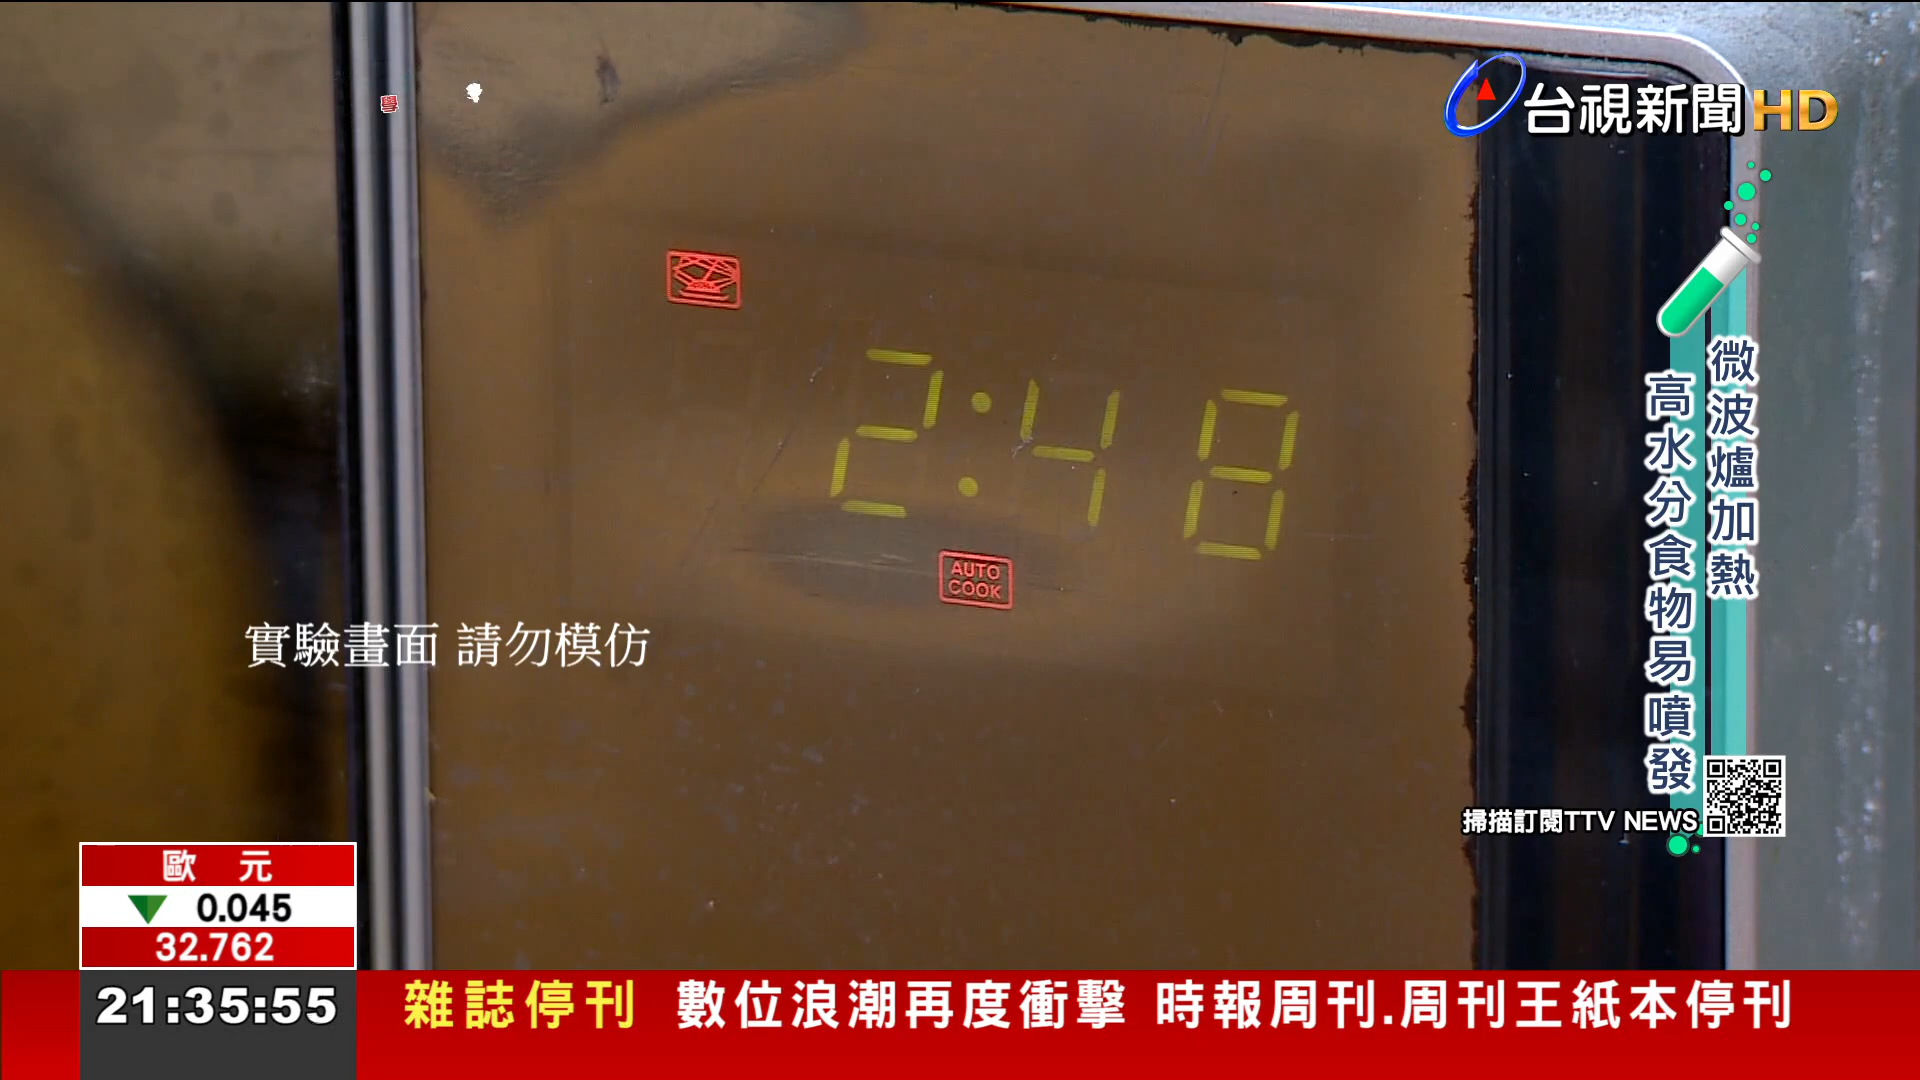 台視新聞HD
2:48
AUTO
COOK
微波爐加熱
高水分食物易噴發
實驗畫面 請勿模仿
掃描訂閱TTV NEWS
歐 元
0.045
32.762
21:35:55
雜誌停刊 數位浪潮再度衝擊 時報周刊.周刊王紙本停刊